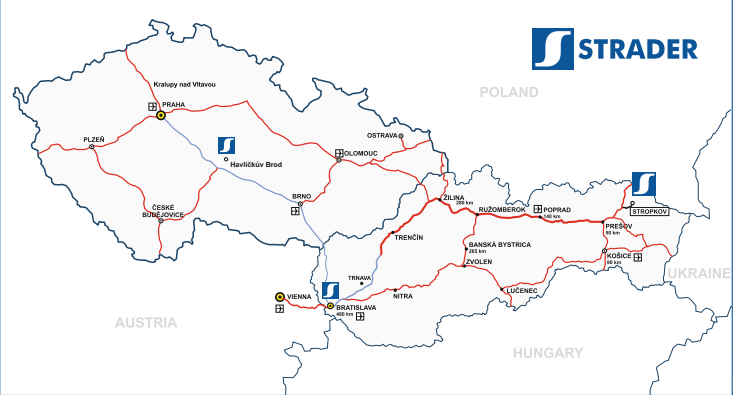 STRADER
POLAND
Kralupy nad Vltavou
PRAHA
OSTRAVA
PLZEŇ
OLOMOUC
Havlíčkův Brod
BRNO
ČESKÉ
BUDĚJOVICE
ŽILINA
260 km
RUŽOMBEROK
POPRAD
140 km
STROPKOV
PREŠOV
50 km
TRENČÍN
BANSKÁ BYSTRICA
265 km
KOŠICE
90 km
ZVOLEN
UKRAINE
TRNAVA
LUČENEC
NITRA
VIENNA
BRATISLAVA
480 km
AUSTRIA
HUNGARY